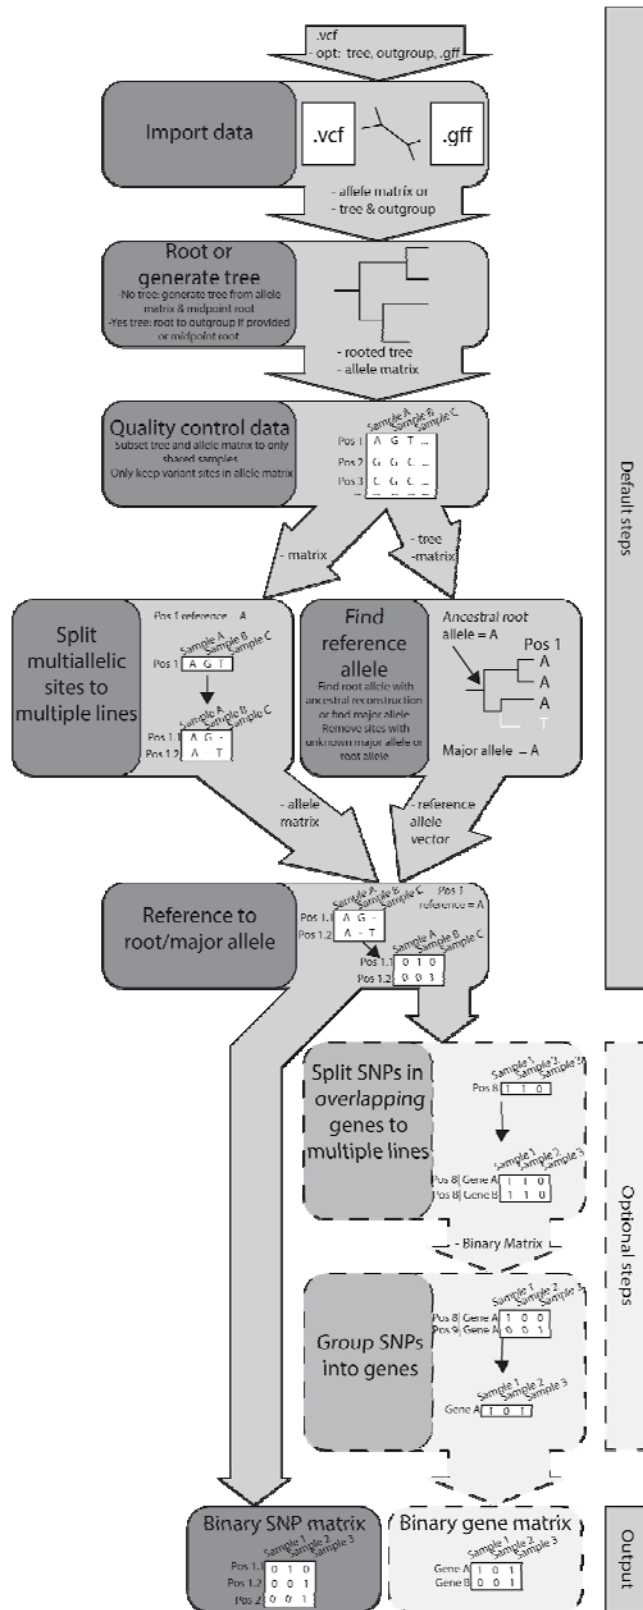 .vcf
- opt: tree, outgroup, .gff
Import data
.vcf
.gff
- allele matrix or
- tree & outgroup
Root or
generate tree
-No tree: generate tree from allele
matrix & midpoint root
-Yes tree: root to outgroup if provided
or midpoint root
- rooted tree
- allele matrix
Quality control data
Subset tree and allele matrix to only
shared samples
Only keep variant sites in allele matrix
Sample A
Sample B
Sample C
Pos 1 A G T ...
Pos 2 G G C ...
Pos 3 C G C ...
... ... ... ... ...
- matrix
- tree
-matrix
Split
multiallelic
sites to
multiple lines
Pos 1 reference A
Sample A
Sample B
Sample C
Pos 1 A G T
Sample A
Sample B
Sample C
Pos 1.1 A G -
Pos 1.2 A - T
Find
reference
allele
Find root allele with
ancestral reconstruction
or find major allele
Remove sites with
unknown major allele or
root allele
Ancestral root
allele = A
Pos 1
A
A
A
T
Major allele – A
- allele
matrix
- reference
allele
vector
Reference to
root/major allele
Sample A
Sample B
Sample C
Pos 1
reference = A
Pos 1.1 A G -
Pos 1.2 A - T
Sample A
Sample B
Sample C
Pos 1.1 0 1 0
Pos 1.2 0 0 1
Default steps
Split SNPs in
overlapping
genes to
multiple lines
Sample 1
Sample 2
Sample 3
Pos 8 1 1 0
Sample 1
Sample 2
Sample 3
Pos 8| Gene A 1 1 0
Pos 8| Gene B 1 1 0
- Binary Matrix
Group SNPs
into genes
Sample 1
Sample 2
Sample 3
Pos 8| Gene A 1 0 0
Pos 9| Gene A 0 0 1
Sample 1
Sample 2
Sample 3
Gene A 1 0 1
Optional steps
Binary SNP matrix
Sample 1
Sample 2
Sample 3
Pos 1.1 0 1 0
Pos 1.2 0 0 1
Pos 2 0 0 1
Binary gene matrix
Sample 1
Sample 2
Sample 3
Gene A 1 0 1
Gene B 0 0 1
Output